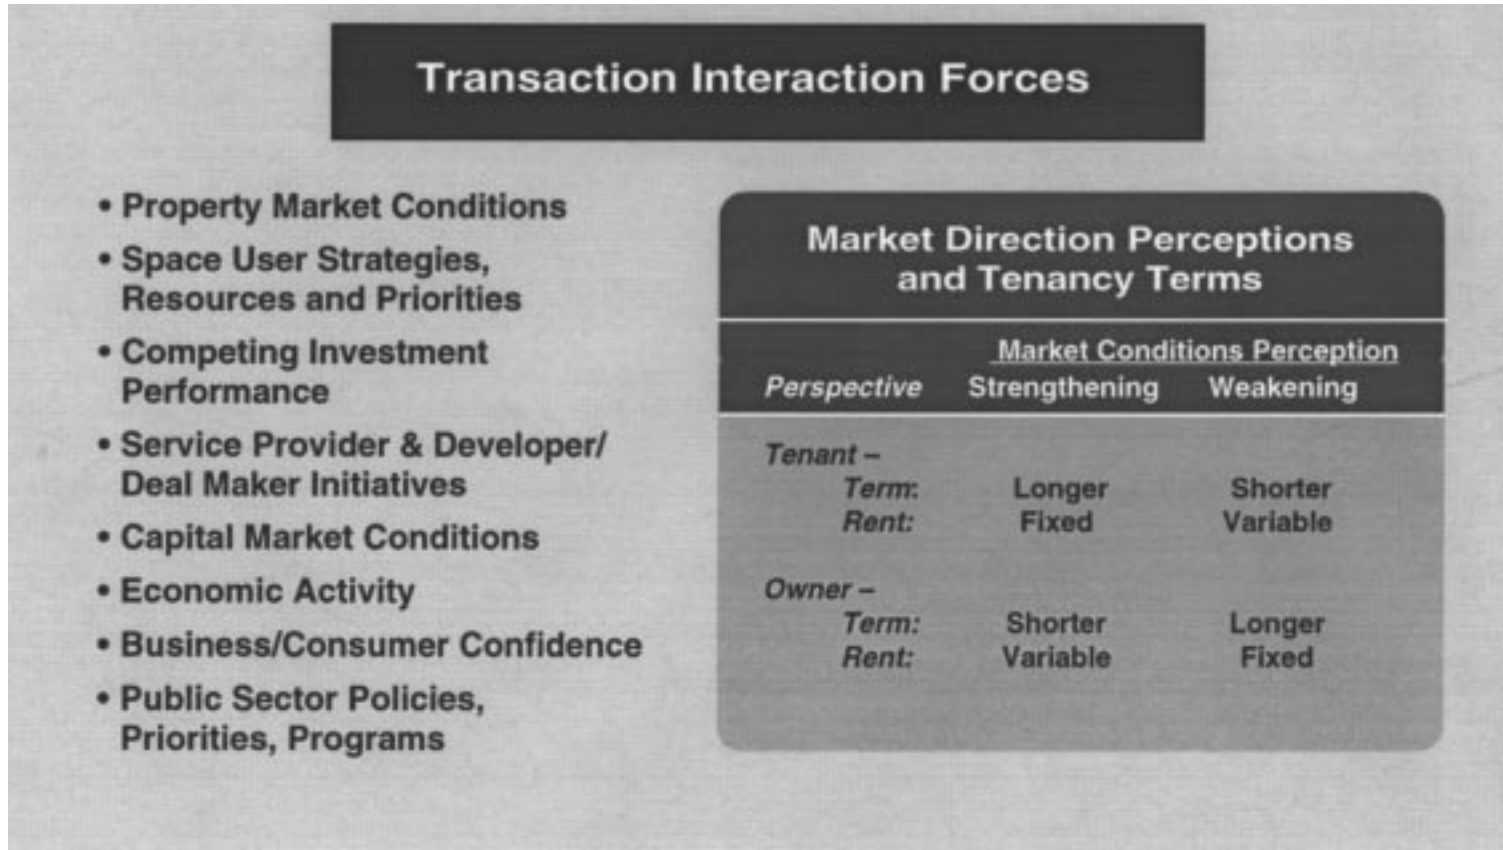 Transaction Interaction Forces
• Property Market Conditions
• Space User Strategies,
Resources and Priorities
• Competing Investment
Performance
• Service Provider & Developer/
Deal Maker Initiatives
• Capital Market Conditions
• Economic Activity
• Business/Consumer Confidence
• Public Sector Policies,
Priorities, Programs
Market Direction Perceptions
and Tenancy Terms
Market Conditions Perception
Perspective Strengthening Weakening
Tenant –
Term: Longer Shorter
Rent: Fixed Variable
Owner –
Term: Shorter Longer
Rent: Variable Fixed